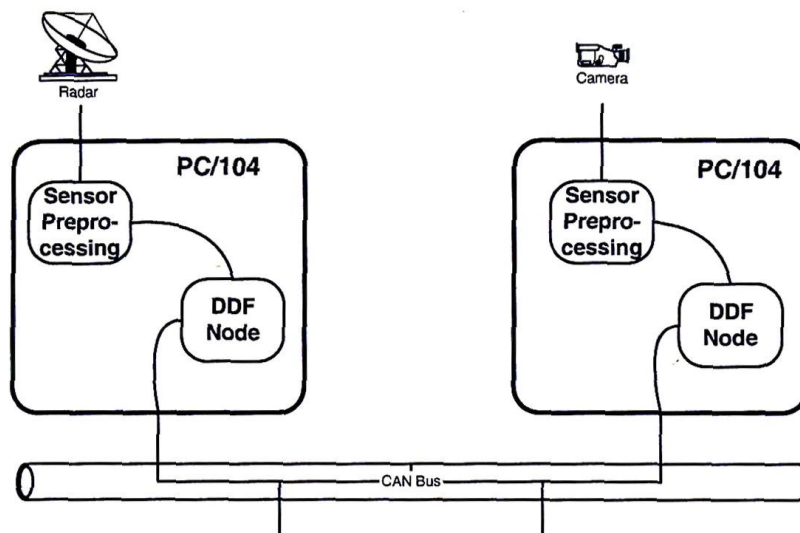 Radar
Camera
PC/104
Sensor
Prepro-
cessing
DDF
Node
PC/104
Sensor
Prepro-
cessing
DDF
Node
CAN Bus